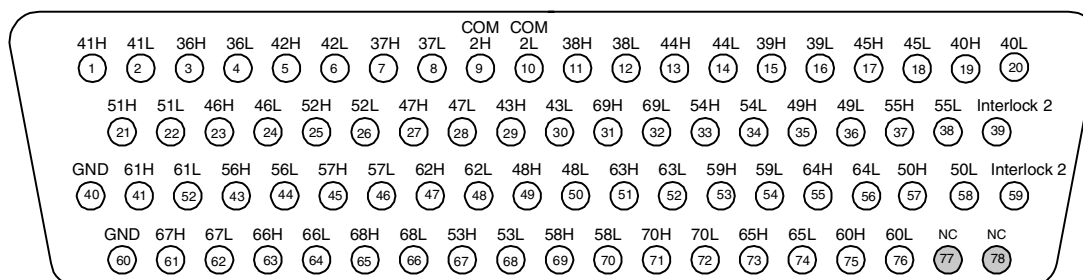 COM COM
41H 41L 36H 36L 42H 42L 37H 37L 2H 2L 38H 38L 44H 44L 39H 39L 45H 45L 40H 40L
1 2 3 4 5 6 7 8 9 10 11 12 13 14 15 16 17 18 19 20
51H 51L 46H 46L 52H 52L 47H 47L 43H 43L 69H 69L 54H 54L 49H 49L 55H 55L Interlock 2
21 22 23 24 25 26 27 28 29 30 31 32 33 34 35 36 37 38 39
GND 61H 61L 56H 56L 57H 57L 62H 62L 48H 48L 63H 63L 59H 59L 64H 64L 50H 50L Interlock 2
40 41 52 43 44 45 46 47 48 49 50 51 52 53 54 55 56 57 58 59
GND 67H 67L 66H 66L 68H 68L 53H 53L 58H 58L 70H 70L 65H 65L 60H 60L NC NC
60 61 62 63 64 65 66 67 68 69 70 71 72 73 74 75 76 77 78